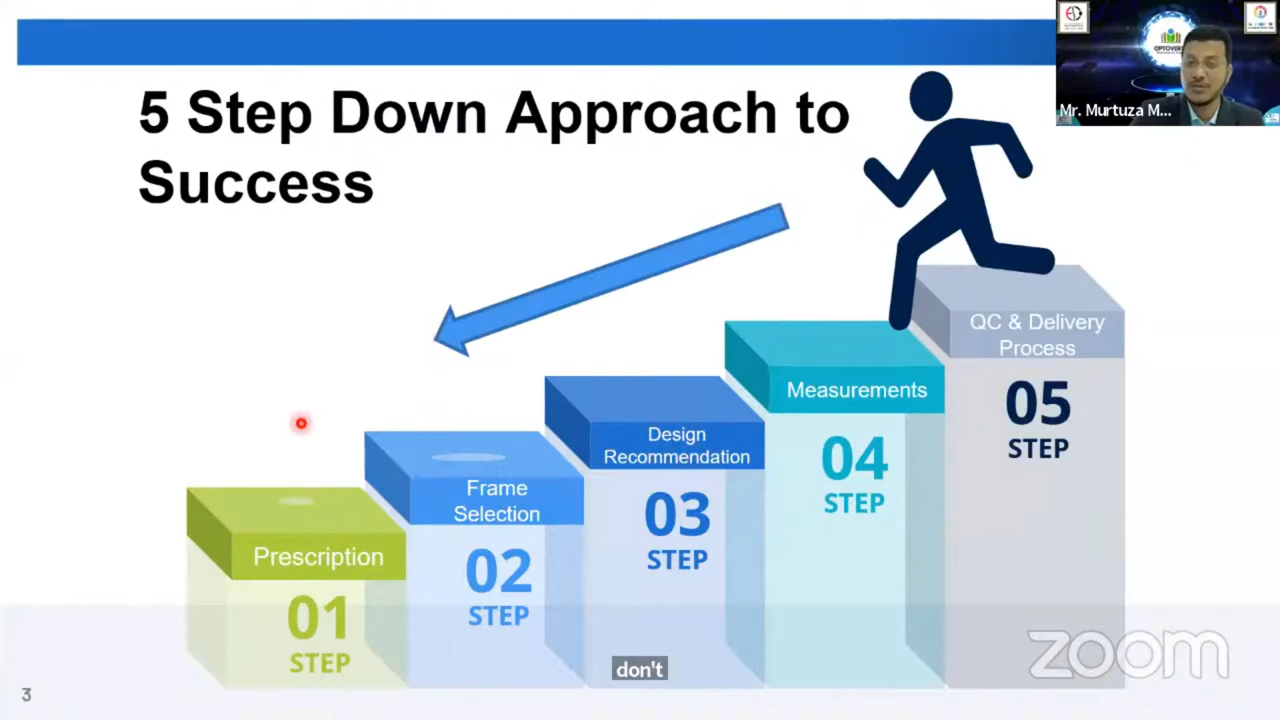 5 Step Down Approach to
Success
Mr. Murtuza M...
QC & Delivery
Process
05
STEP
Measurements
04
STEP
Design
Recommendation
03
STEP
Frame
Selection
02
STEP
Prescription
01
STEP
don't
zoom
3